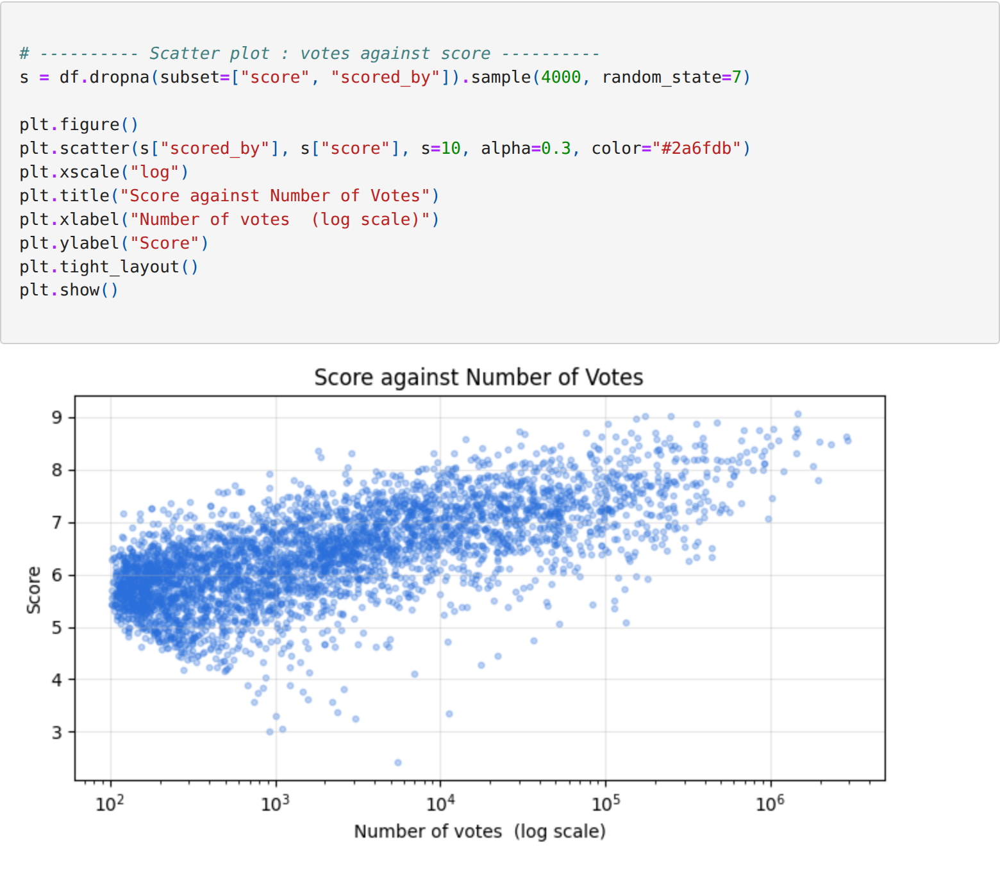 # ---------- Scatter plot : votes against score ----------
s = df.dropna(subset=["score", "scored_by"]).sample(4000, random_state=7)
plt.figure()
plt.scatter(s["scored_by"], s["score"], s=10, alpha=0.3, color="#2a6fdb")
plt.xscale("log")
plt.title("Score against Number of Votes")
plt.xlabel("Number of votes  (log scale)")
plt.ylabel("Score")
plt.tight_layout()
plt.show()
Score against Number of Votes
Score
9
8
7
6
5
4
3
10² 10³ 10⁴ 10⁵ 10⁶
Number of votes  (log scale)